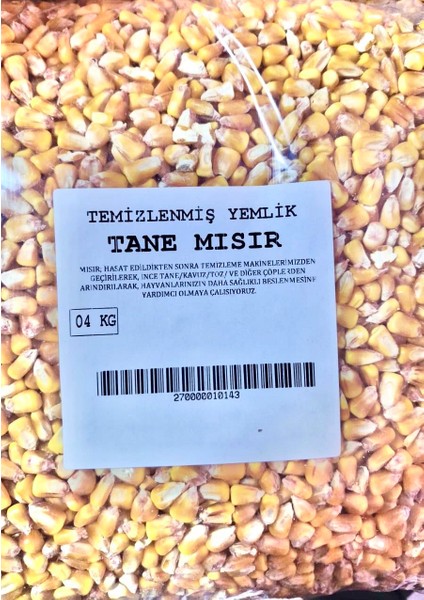 TEMİZLENMİŞ YEMLİK
TANE MISIR
MISIR; HASAT EDİLDİKTEN SONRA TEMİZLEME MAKİNELERİMİZDEN
GEÇİRİLEREK, İNCE TANE/KAVUZ/TOZ/ VE DİĞER ÇÖPLERDEN
ARINDIRILARAK, HAYVANLARINIZIN DAHA SAĞLIKLI BESLENMESİNE
YARDIMCI OLMAYA ÇALIŞIYORUZ.
04 KG
270000010143